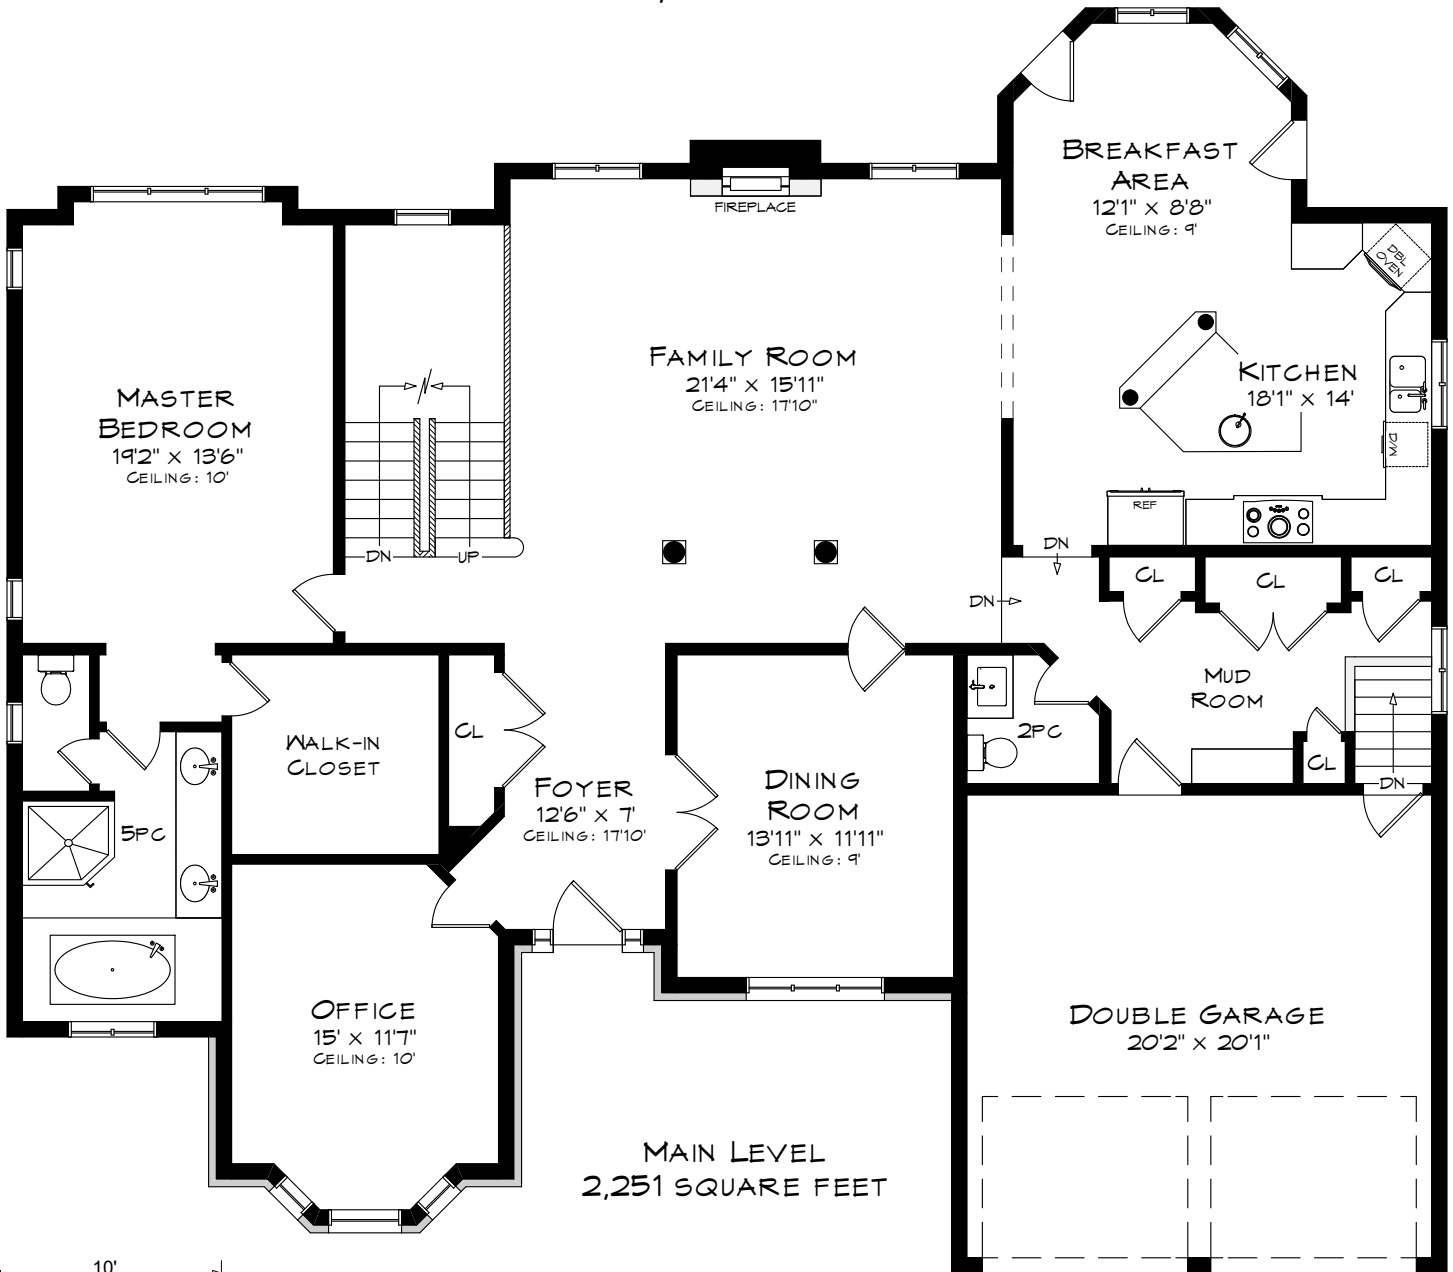 BREAKFAST
AREA
12'1" x 8'8"
CEILING: 9'
FIREPLACE
DBL
OVEN
FAMILY ROOM
21'4" x 15'11"
CEILING: 17'10"
KITCHEN
18'1" x 14'
MASTER
BEDROOM
19'2" x 13'6"
CEILING: 10'
D/W
REF
DN
UP
DN
DN
CL
CL
CL
MUD
ROOM
2PC
CL
DN
WALK-IN
CLOSET
CL
FOYER
12'6" x 7'
CEILING: 17'10'
DINING
ROOM
13'11" x 11'11"
CEILING: 9'
5PC
OFFICE
15' x 11'7"
CEILING: 10'
DOUBLE GARAGE
20'2" x 20'1"
MAIN LEVEL
2,251 SQUARE FEET
10'